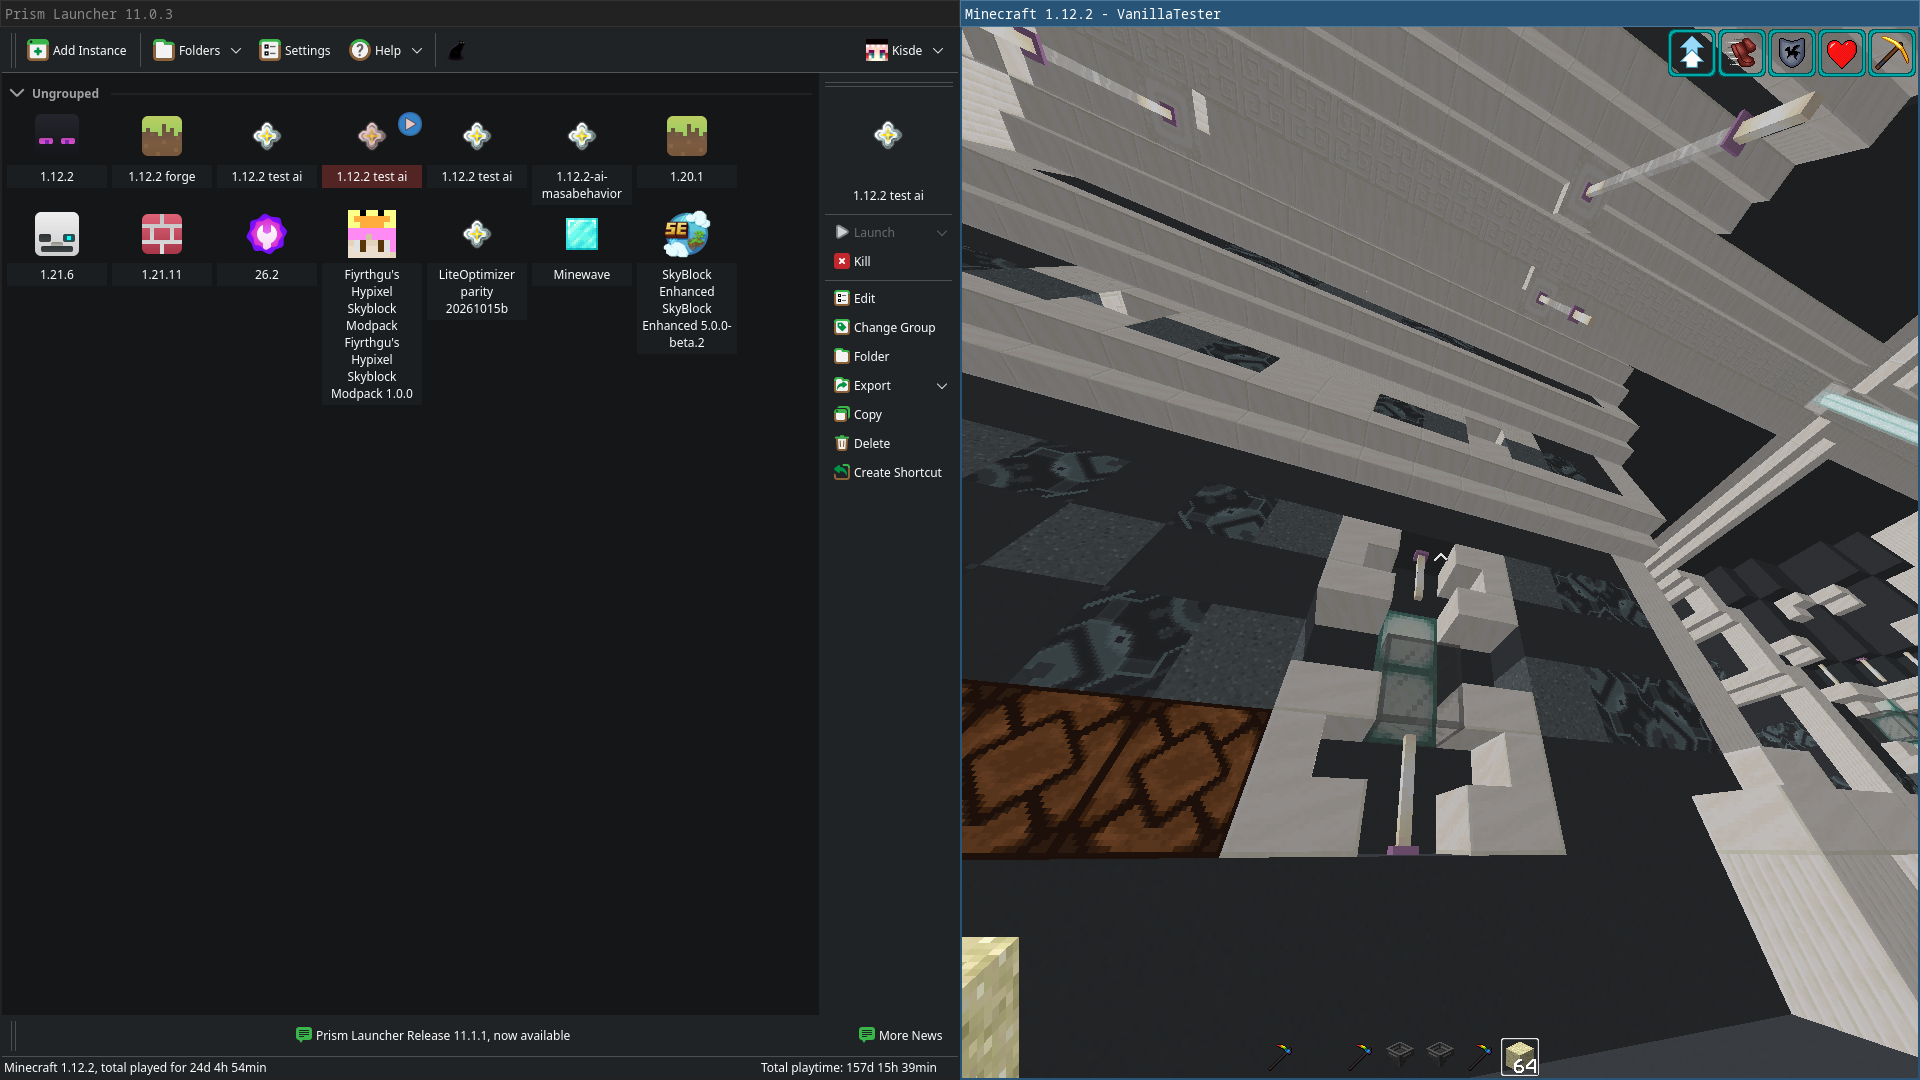 Prism Launcher 11.0.3
Minecraft 1.12.2 - VanillaTester
Add Instance
Folders
Settings
Help
Kisde
Ungrouped
1.12.2
1.12.2 forge
1.12.2 test ai
1.12.2 test ai
1.12.2 test ai
1.12.2-ai-
masabehavior
1.20.1
1.21.6
1.21.11
26.2
Fiyrthgu's
Hypixel
Skyblock
Modpack
Fiyrthgu's
Hypixel
Skyblock
Modpack 1.0.0
LiteOptimizer
parity
20261015b
Minewave
SE
SkyBlock
Enhanced
SkyBlock
Enhanced 5.0.0-
beta.2
1.12.2 test ai
Launch
Kill
Edit
Change Group
Folder
Export
Copy
Delete
Create Shortcut
Prism Launcher Release 11.1.1, now available
More News
Minecraft 1.12.2, total played for 24d 4h 54min
Total playtime: 157d 15h 39min
64